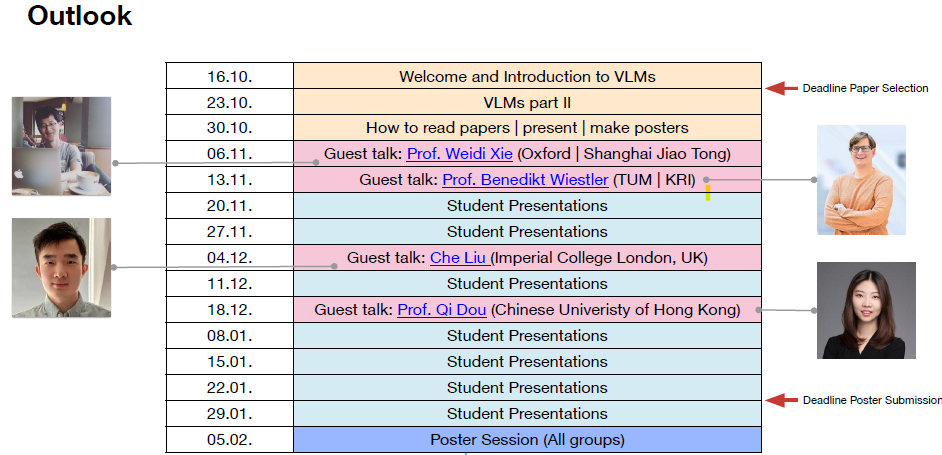 Outlook
16.10. Welcome and Introduction to VLMs
Deadline Paper Selection
23.10. VLMs part II
30.10. How to read papers | present | make posters
06.11. Guest talk: Prof. Weidi Xie (Oxford | Shanghai Jiao Tong)
13.11. Guest talk: Prof. Benedikt Wiestler (TUM | KRI)
20.11. Student Presentations
27.11. Student Presentations
04.12. Guest talk: Che Liu (Imperial College London, UK)
11.12. Student Presentations
18.12. Guest talk: Prof. Qi Dou (Chinese Univeristy of Hong Kong)
08.01. Student Presentations
15.01. Student Presentations
22.01. Student Presentations
Deadline Poster Submission
29.01. Student Presentations
05.02. Poster Session (All groups)